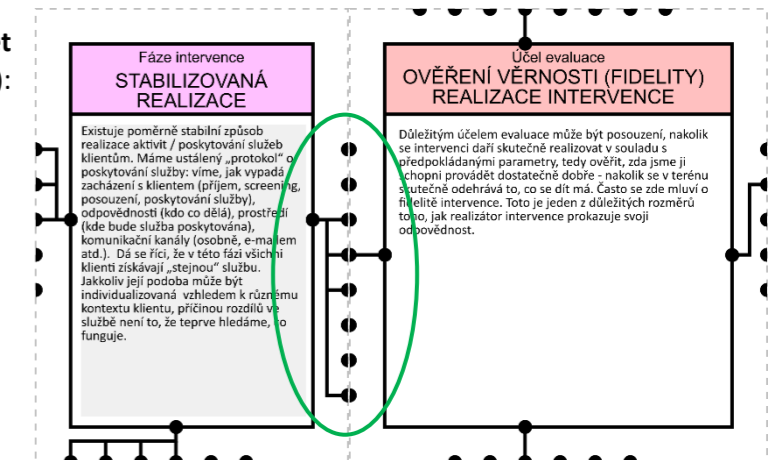 et
):
Fáze intervence
STABILIZOVANÁ
REALIZACE
Existuje poměrně stabilní způsob
realizace aktivit / poskytování služeb
klientům. Máme ustálený „protokol“ o
poskytování služby: víme, jak vypadá
zacházení s klientem (příjem, screening,
posouzení, poskytování služby),
odpovědnosti (kdo co dělá), prostředí
(kde bude služba poskytována),
komunikační kanály (osobně, e-mailem
atd.). Dá se říci, že v této fázi všichni
klienti získávají „stejnou“ službu.
Jakkoliv její podoba může být
individualizovaná vzhledem k různému
kontextu klientu, příčinou rozdílů ve
službě není to, že teprve hledáme, co
funguje.
Účel evaluace
OVĚŘENÍ VĚRNOSTI (FIDELITY)
REALIZACE INTERVENCE
Důležitým účelem evaluace může být posouzení, nakolik
se intervenci daří skutečně realizovat v souladu s
předpokládanými parametry, tedy ověřit, zda jsme ji
schopni provádět dostatečně dobře - nakolik se v terénu
skutečně odehrává to, co se dít má. Často se zde mluví o
fidelitě intervence. Toto je jeden z důležitých rozměrů
toho, jak realizátor intervence prokazuje svoji
odpovědnost.